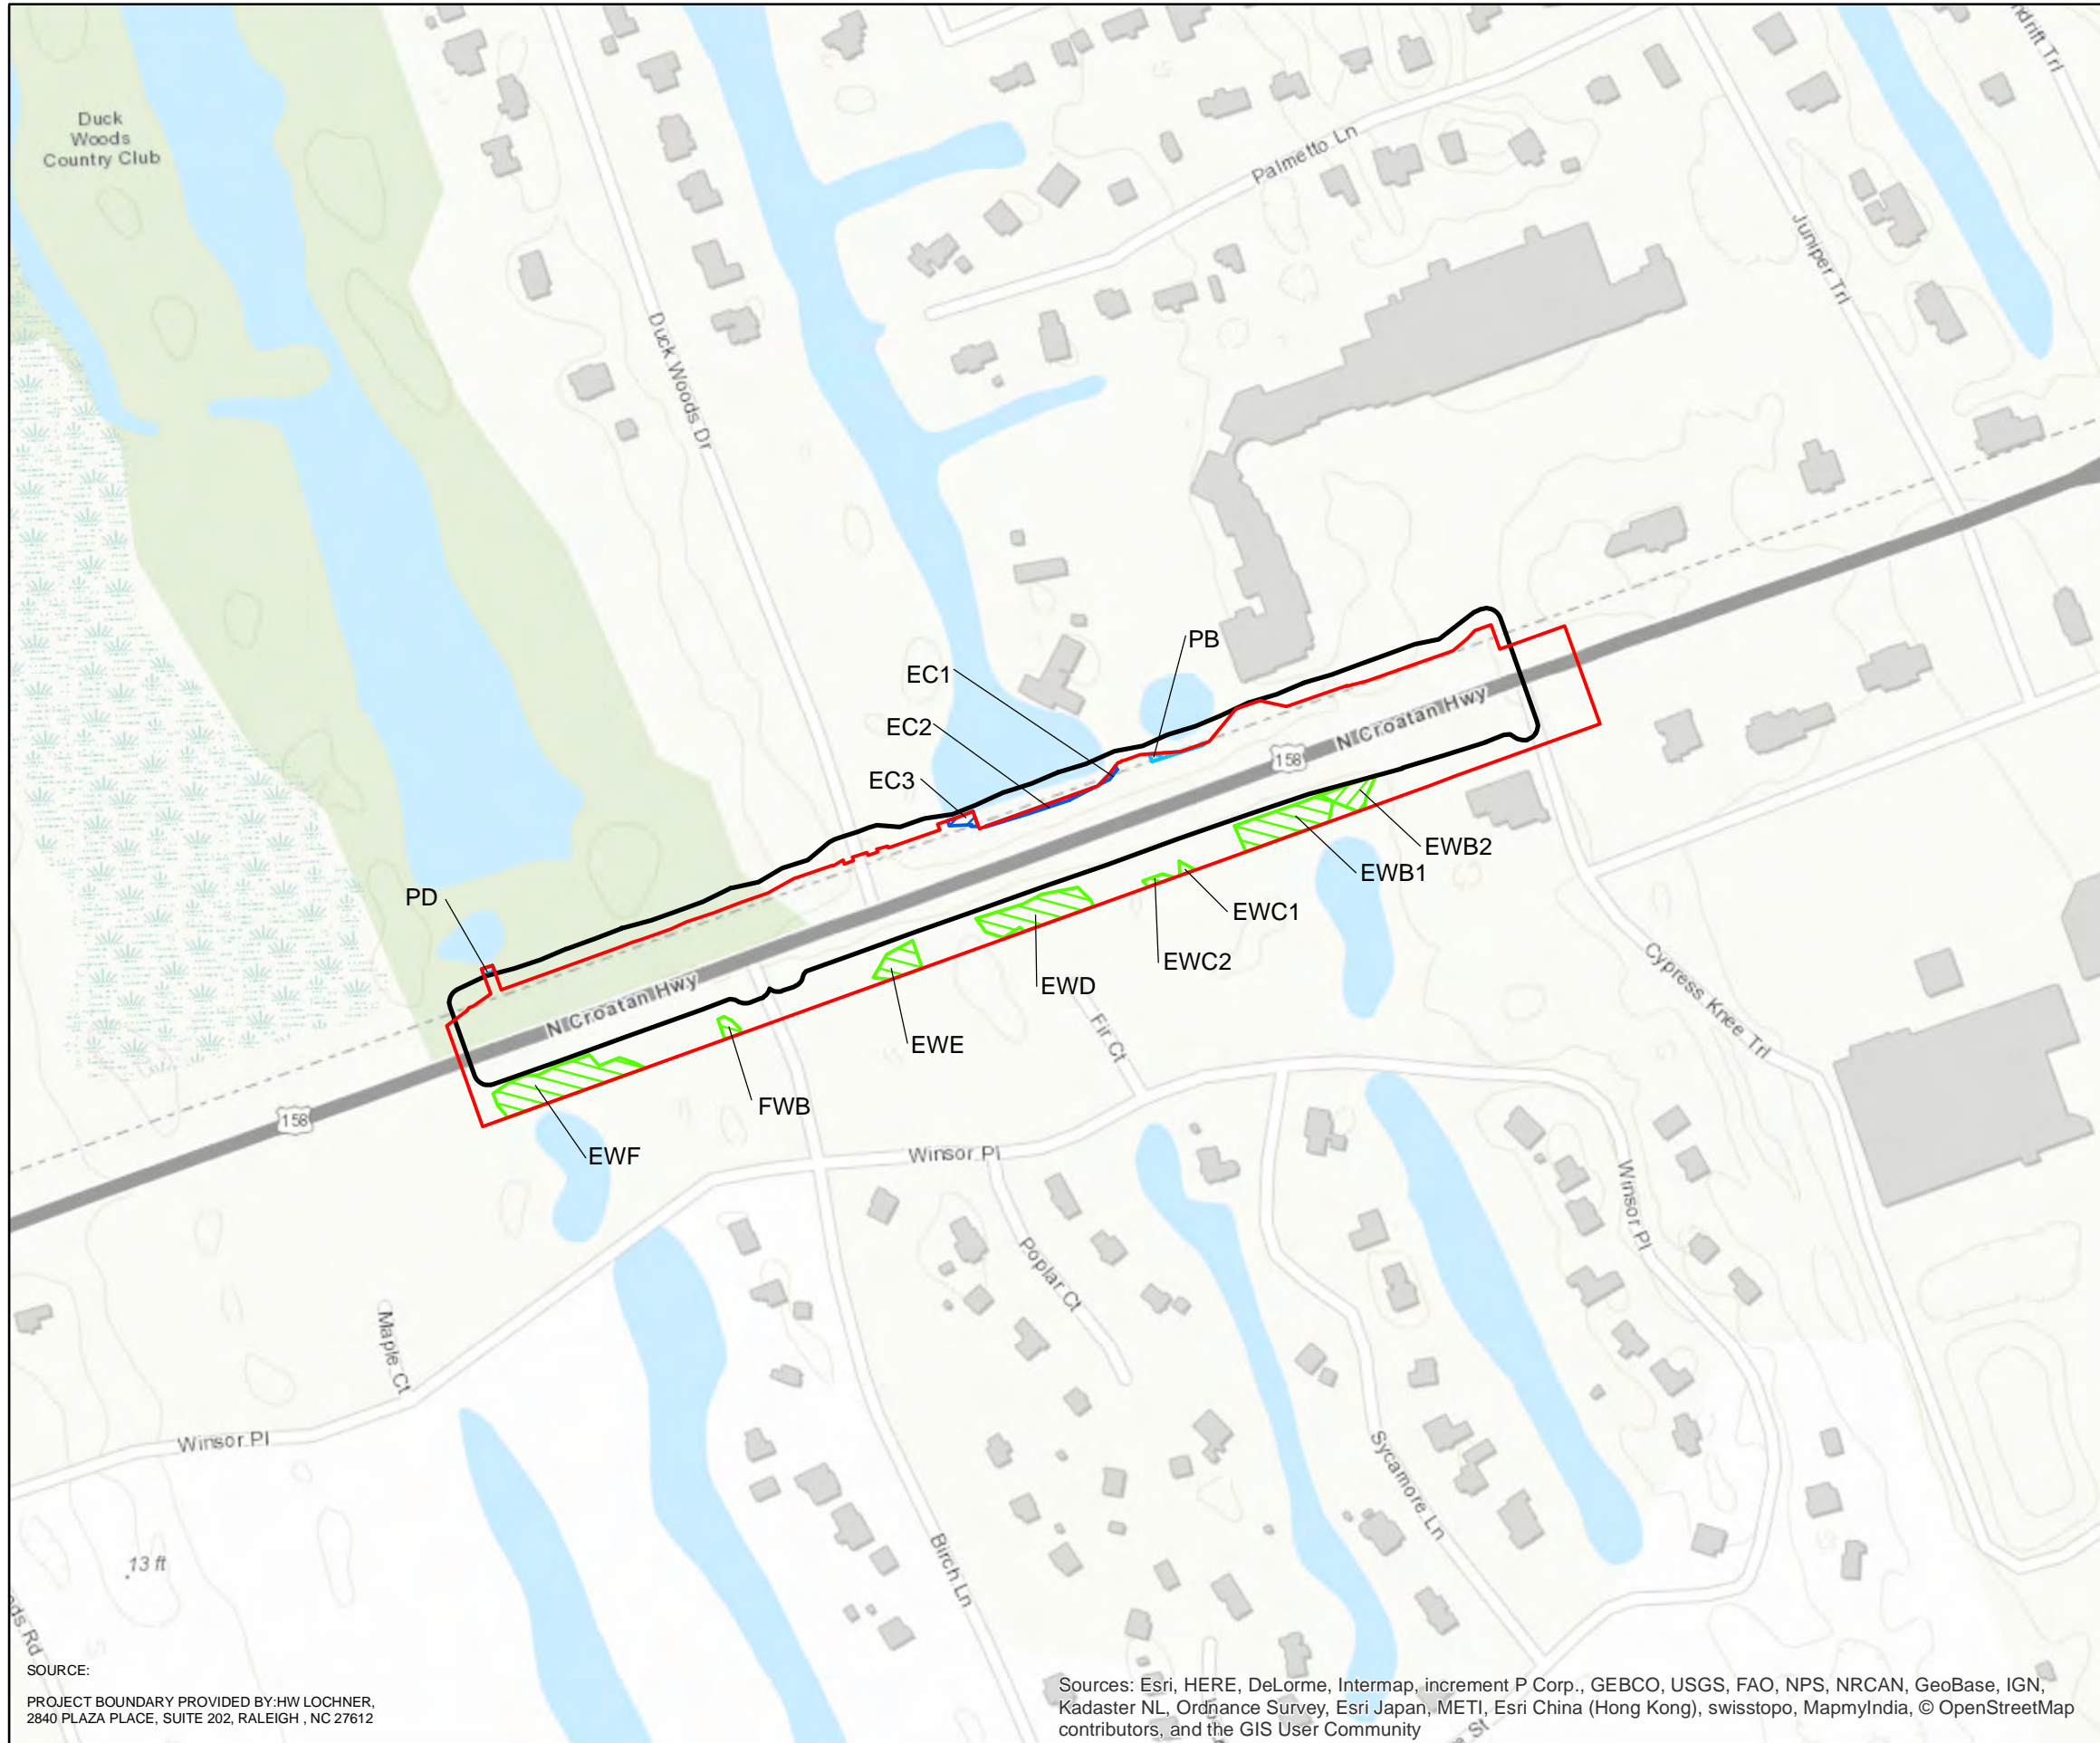 Duck
Woods
Country Club
Palmetto Ln
Juniper Trl
Duck Woods Dr
PB
EC1
EC2
EC3
N Croatan Hwy
158
EWB2
EWB1
PD
EWC1
EWC2
EWD
Cypress Knee Trl
N Croatan Hwy
Fir Ct
EWE
FWB
158
EWF
Winsor Pl
Winsor Pl
Poplar Ct
Maple Ct
Winsor Pl
Sycamore Ln
Birch Ln
13 ft
Rd
St
SOURCE:
PROJECT BOUNDARY PROVIDED BY:HW LOCHNER,
2840 PLAZA PLACE, SUITE 202, RALEIGH , NC 27612
Sources: Esri, HERE, DeLorme, Intermap, increment P Corp., GEBCO, USGS, FAO, NPS, NRCAN, GeoBase, IGN,
Kadaster NL, Ordnance Survey, Esri Japan, METI, Esri China (Hong Kong), swisstopo, MapmyIndia, © OpenStreetMap
contributors, and the GIS User Community